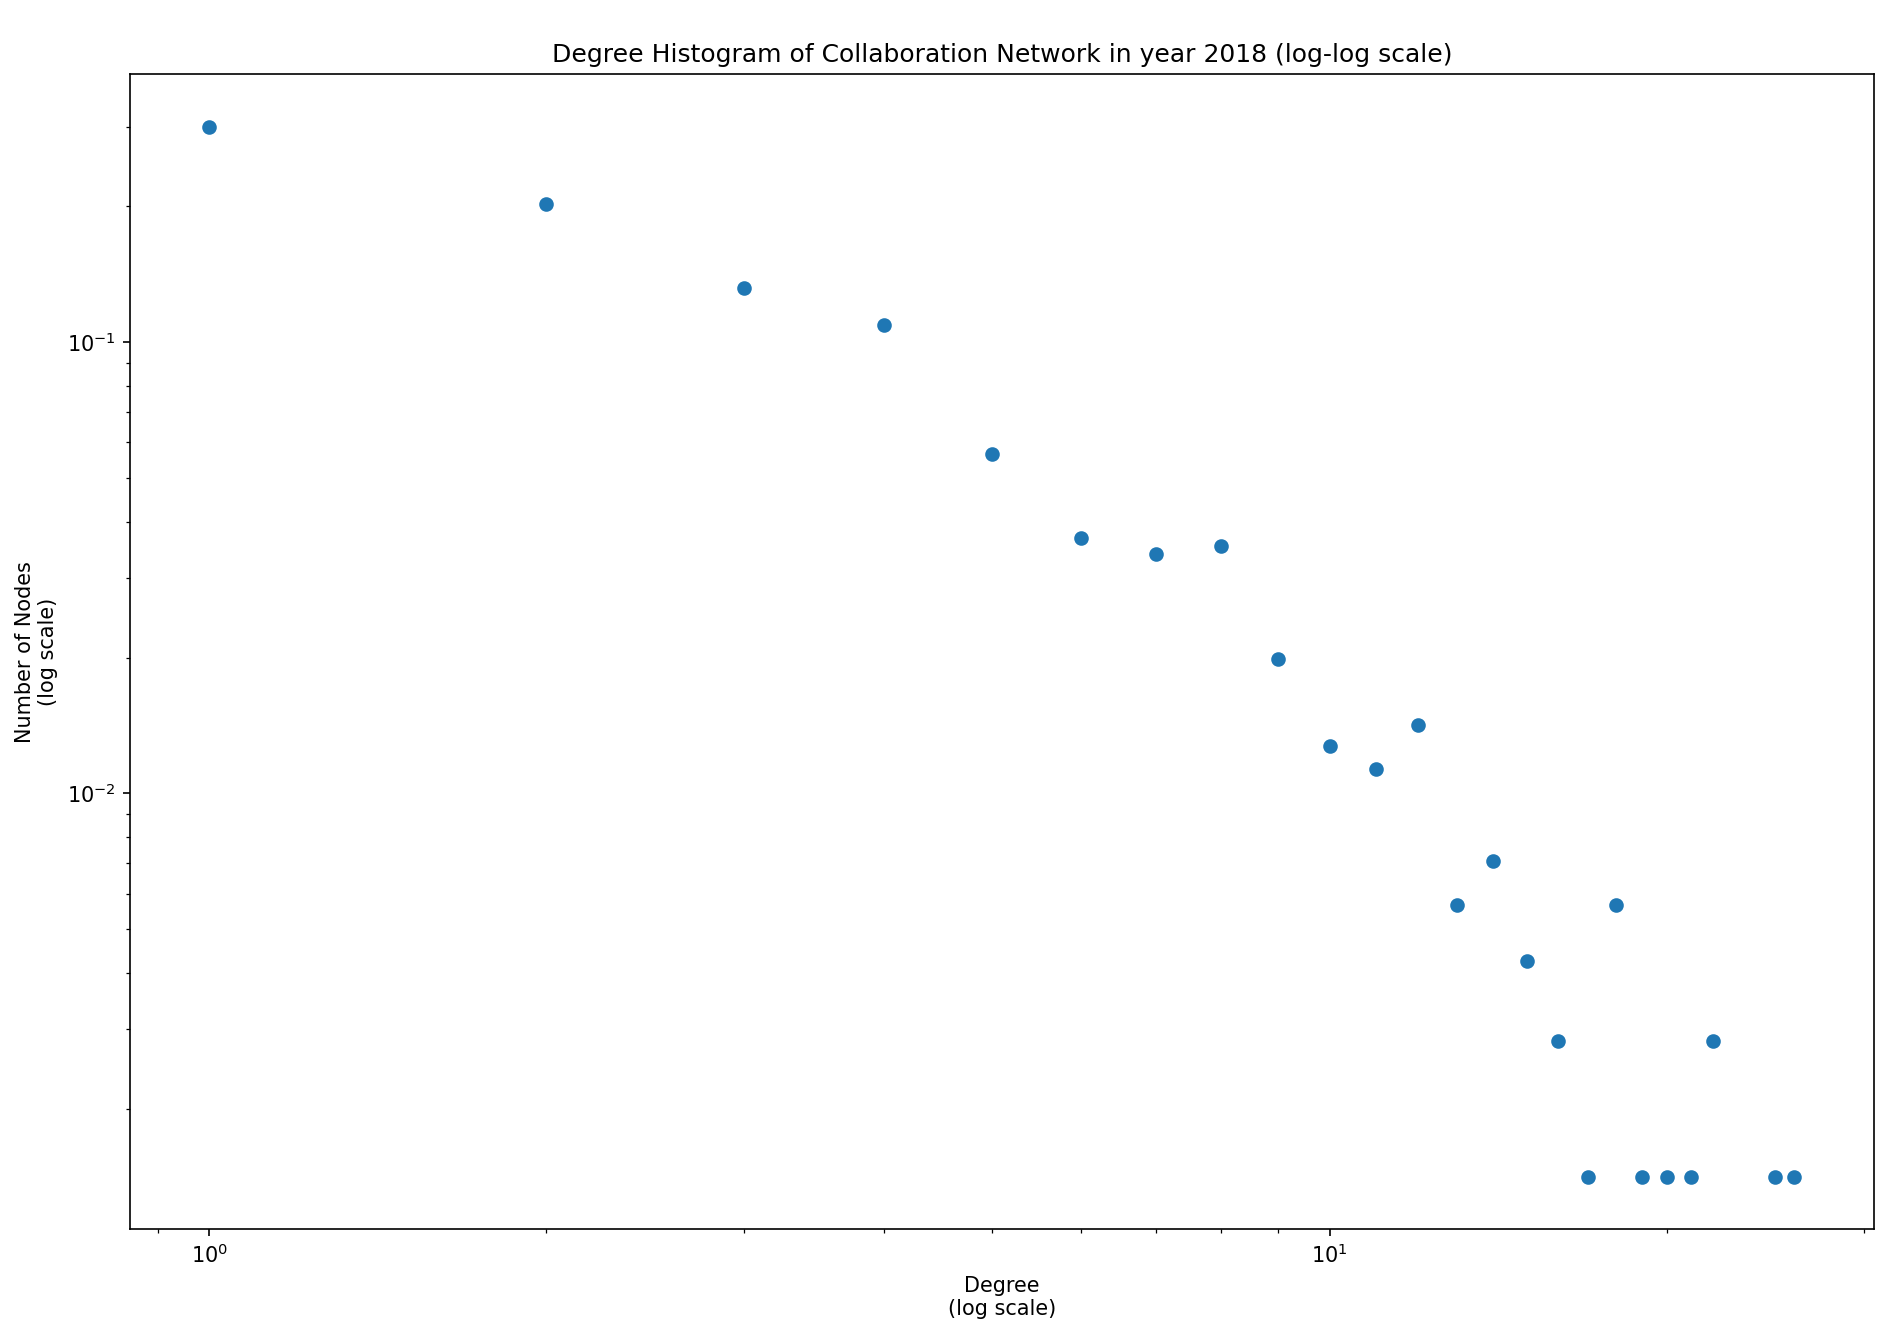 Degree Histogram of Collaboration Network in year 2018 (log-log scale)
Number of Nodes
(log scale)
10⁻¹
10⁻²
10⁰
10¹
Degree
(log scale)